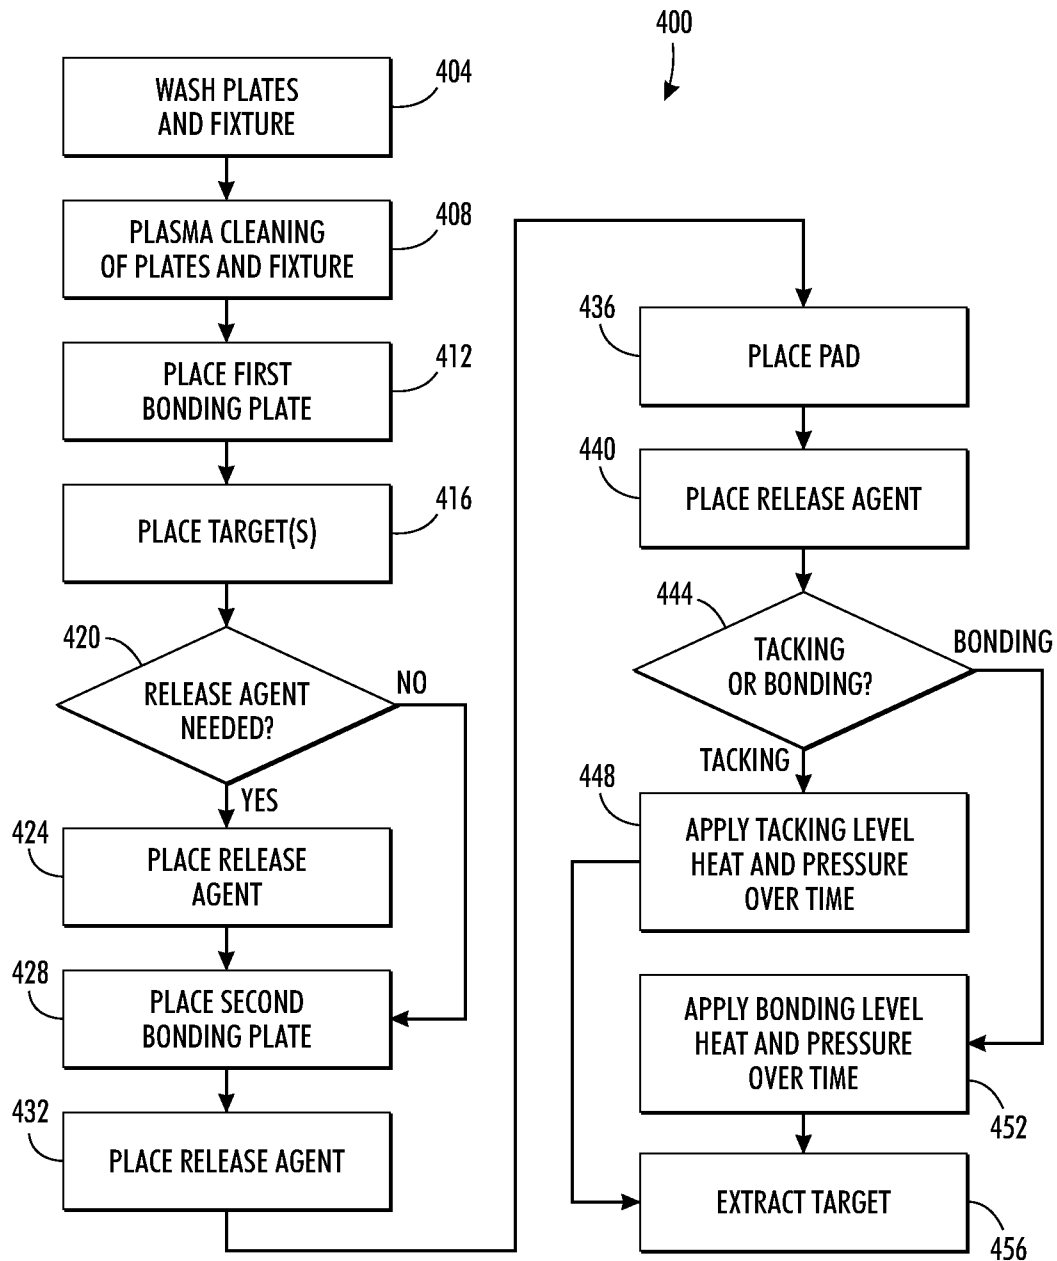 400
WASH PLATES
AND FIXTURE
404
PLASMA CLEANING
OF PLATES AND FIXTURE
408
PLACE FIRST
BONDING PLATE
412
PLACE TARGET(S)
416
420
RELEASE AGENT
NEEDED?
NO
YES
424
PLACE RELEASE
AGENT
428
PLACE SECOND
BONDING PLATE
432
PLACE RELEASE AGENT
436
PLACE PAD
440
PLACE RELEASE AGENT
444
TACKING
OR BONDING?
BONDING
TACKING
448
APPLY TACKING LEVEL
HEAT AND PRESSURE
OVER TIME
APPLY BONDING LEVEL
HEAT AND PRESSURE
OVER TIME
452
EXTRACT TARGET
456